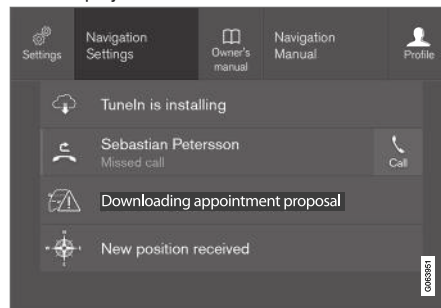 Settings
Navigation
Settings
Owner's
manual
Navigation
Manual
Profile
TuneIn is installing
Sebastian Petersson
Missed call
Call
Downloading appointment proposal
New position received
G063951